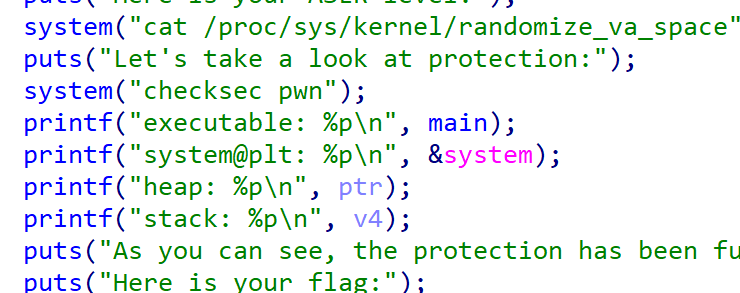 puts("Here is your ASLR level:");
system("cat /proc/sys/kernel/randomize_va_space"
puts("Let's take a look at protection:");
system("checksec pwn");
printf("executable: %p\n", main);
printf("system@plt: %p\n", &system);
printf("heap: %p\n", ptr);
printf("stack: %p\n", v4);
puts("As you can see, the protection has been fu
puts("Here is your flag:");